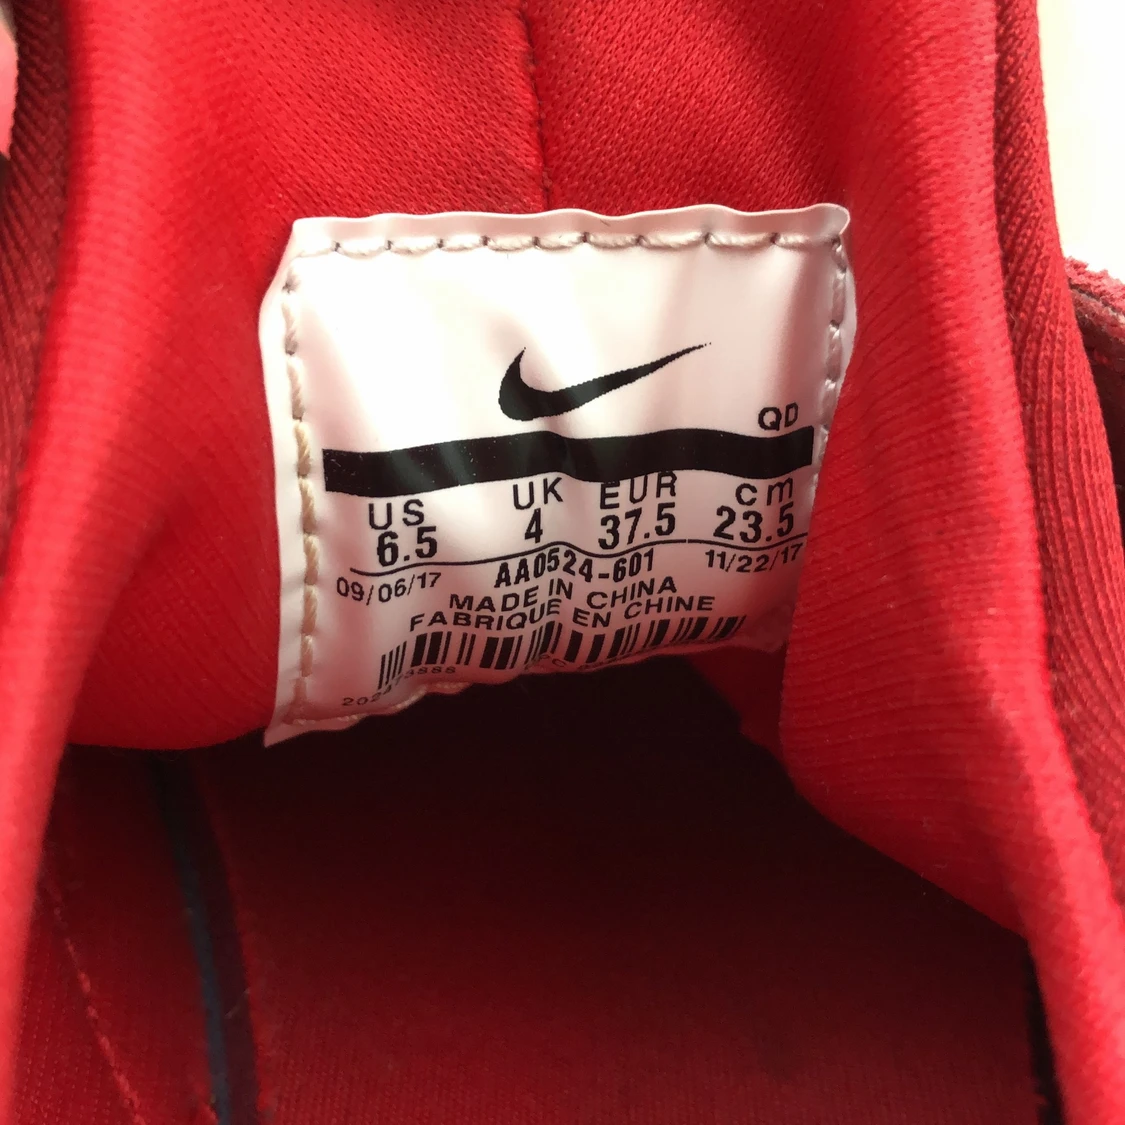 QD
US UK EUR cm
6.5 4 37.5 23.5
09/06/17 AA0524-601 11/22/17
MADE IN CHINA
FABRIQUE EN CHINE